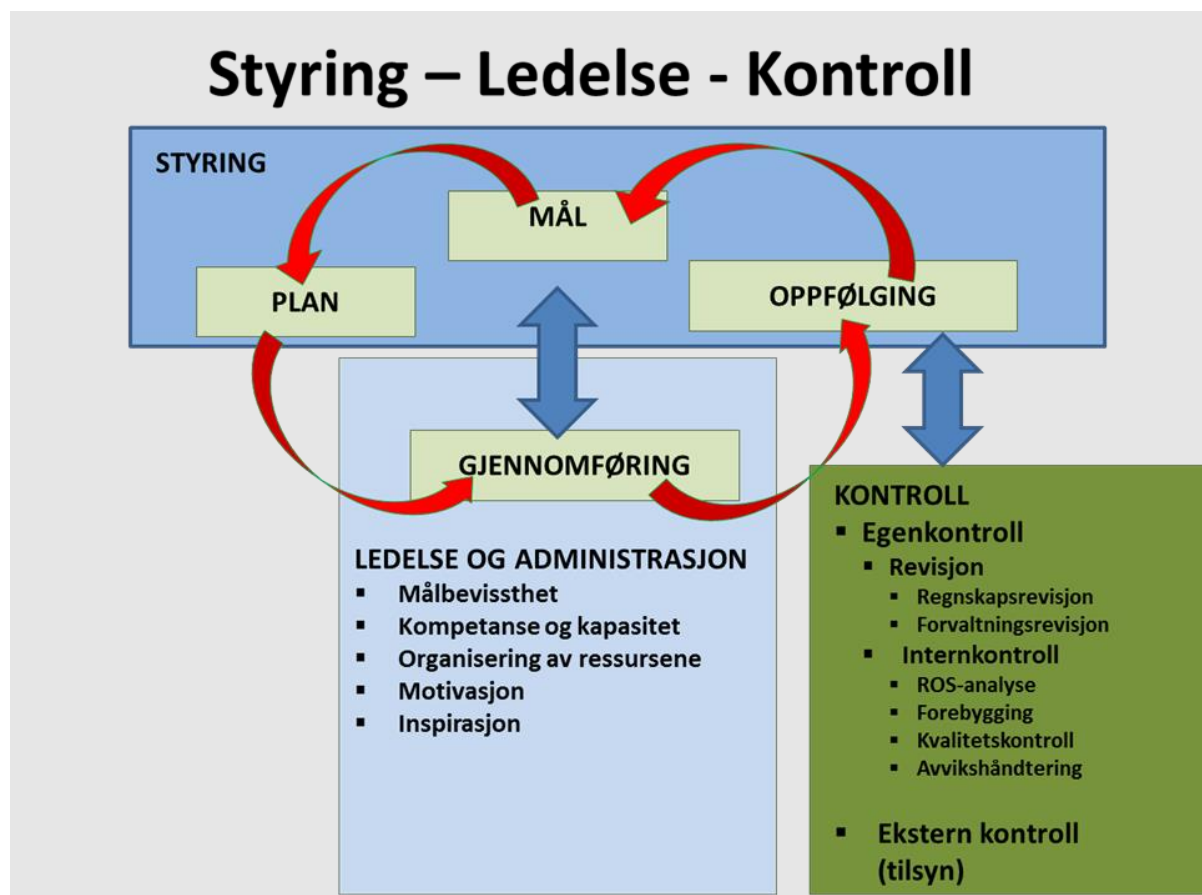 Styring – Ledelse - Kontroll
STYRING
MÅL
PLAN
OPPFØLGING
GJENNOMFØRING
LEDELSE OG ADMINISTRASJON
▪ Målbevissthet
▪ Kompetanse og kapasitet
▪ Organisering av ressursene
▪ Motivasjon
▪ Inspirasjon
KONTROLL
▪ Egenkontroll
▪ Revisjon
▪ Regnskapsrevisjon
▪ Forvaltningsrevisjon
▪ Internkontroll
▪ ROS-analyse
▪ Forebygging
▪ Kvalitetskontroll
▪ Avvikshåndtering
▪ Ekstern kontroll
(tilsyn)